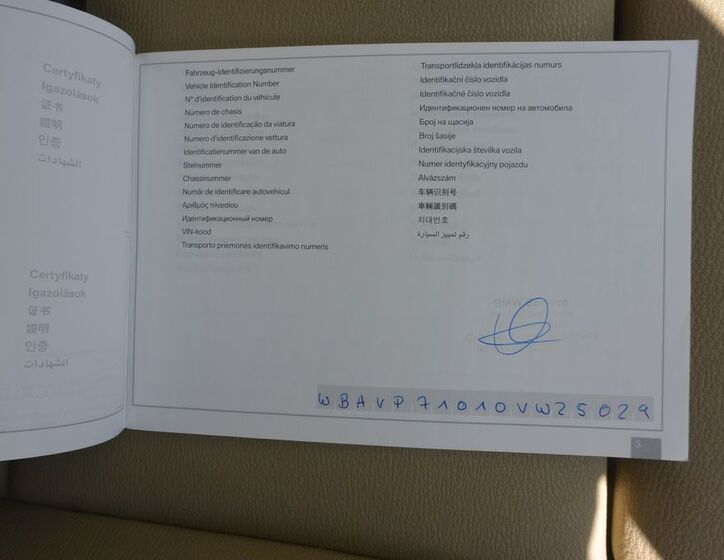 Certyfikaty
Igazolások
证书
證明
인증
الشهادات
Certyfikaty
Igazolások
证书
證明
인증
الشهادات
Fahrzeug-Identifizierungsnummer
Vehicle Identification Number
N° d'identification du véhicule
Número de chasis
Número de identificação da viatura
Numero d'identificazione vettura
Identificatienummer van de auto
Stelnummer
Chassinummer
Număr de identificare autovehicul
Αριθμός πλαισίου
Идентификационный номер
VIN-kood
Transporto priemonės identifikavimo numeris
Transportlīdzekļa identifikācijas numurs
Identifikační číslo vozidla
Identifikačné číslo vozidla
Идентификационен номер на автомобила
Број на щасија
Broj šasije
Identifikacijska številka vozila
Numer identyfikacyjny pojazdu
Alvázszám
车辆识别号
車輛識別碼
차대번호
رقم تمييز السيارة
WBAVP71010VW25029
3